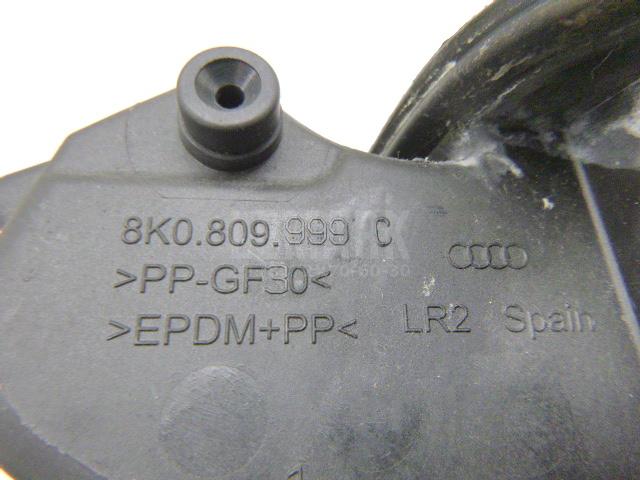 8K0.809.999 C
>PP-GF30<
>EPDM+PP<
LR2 Spain